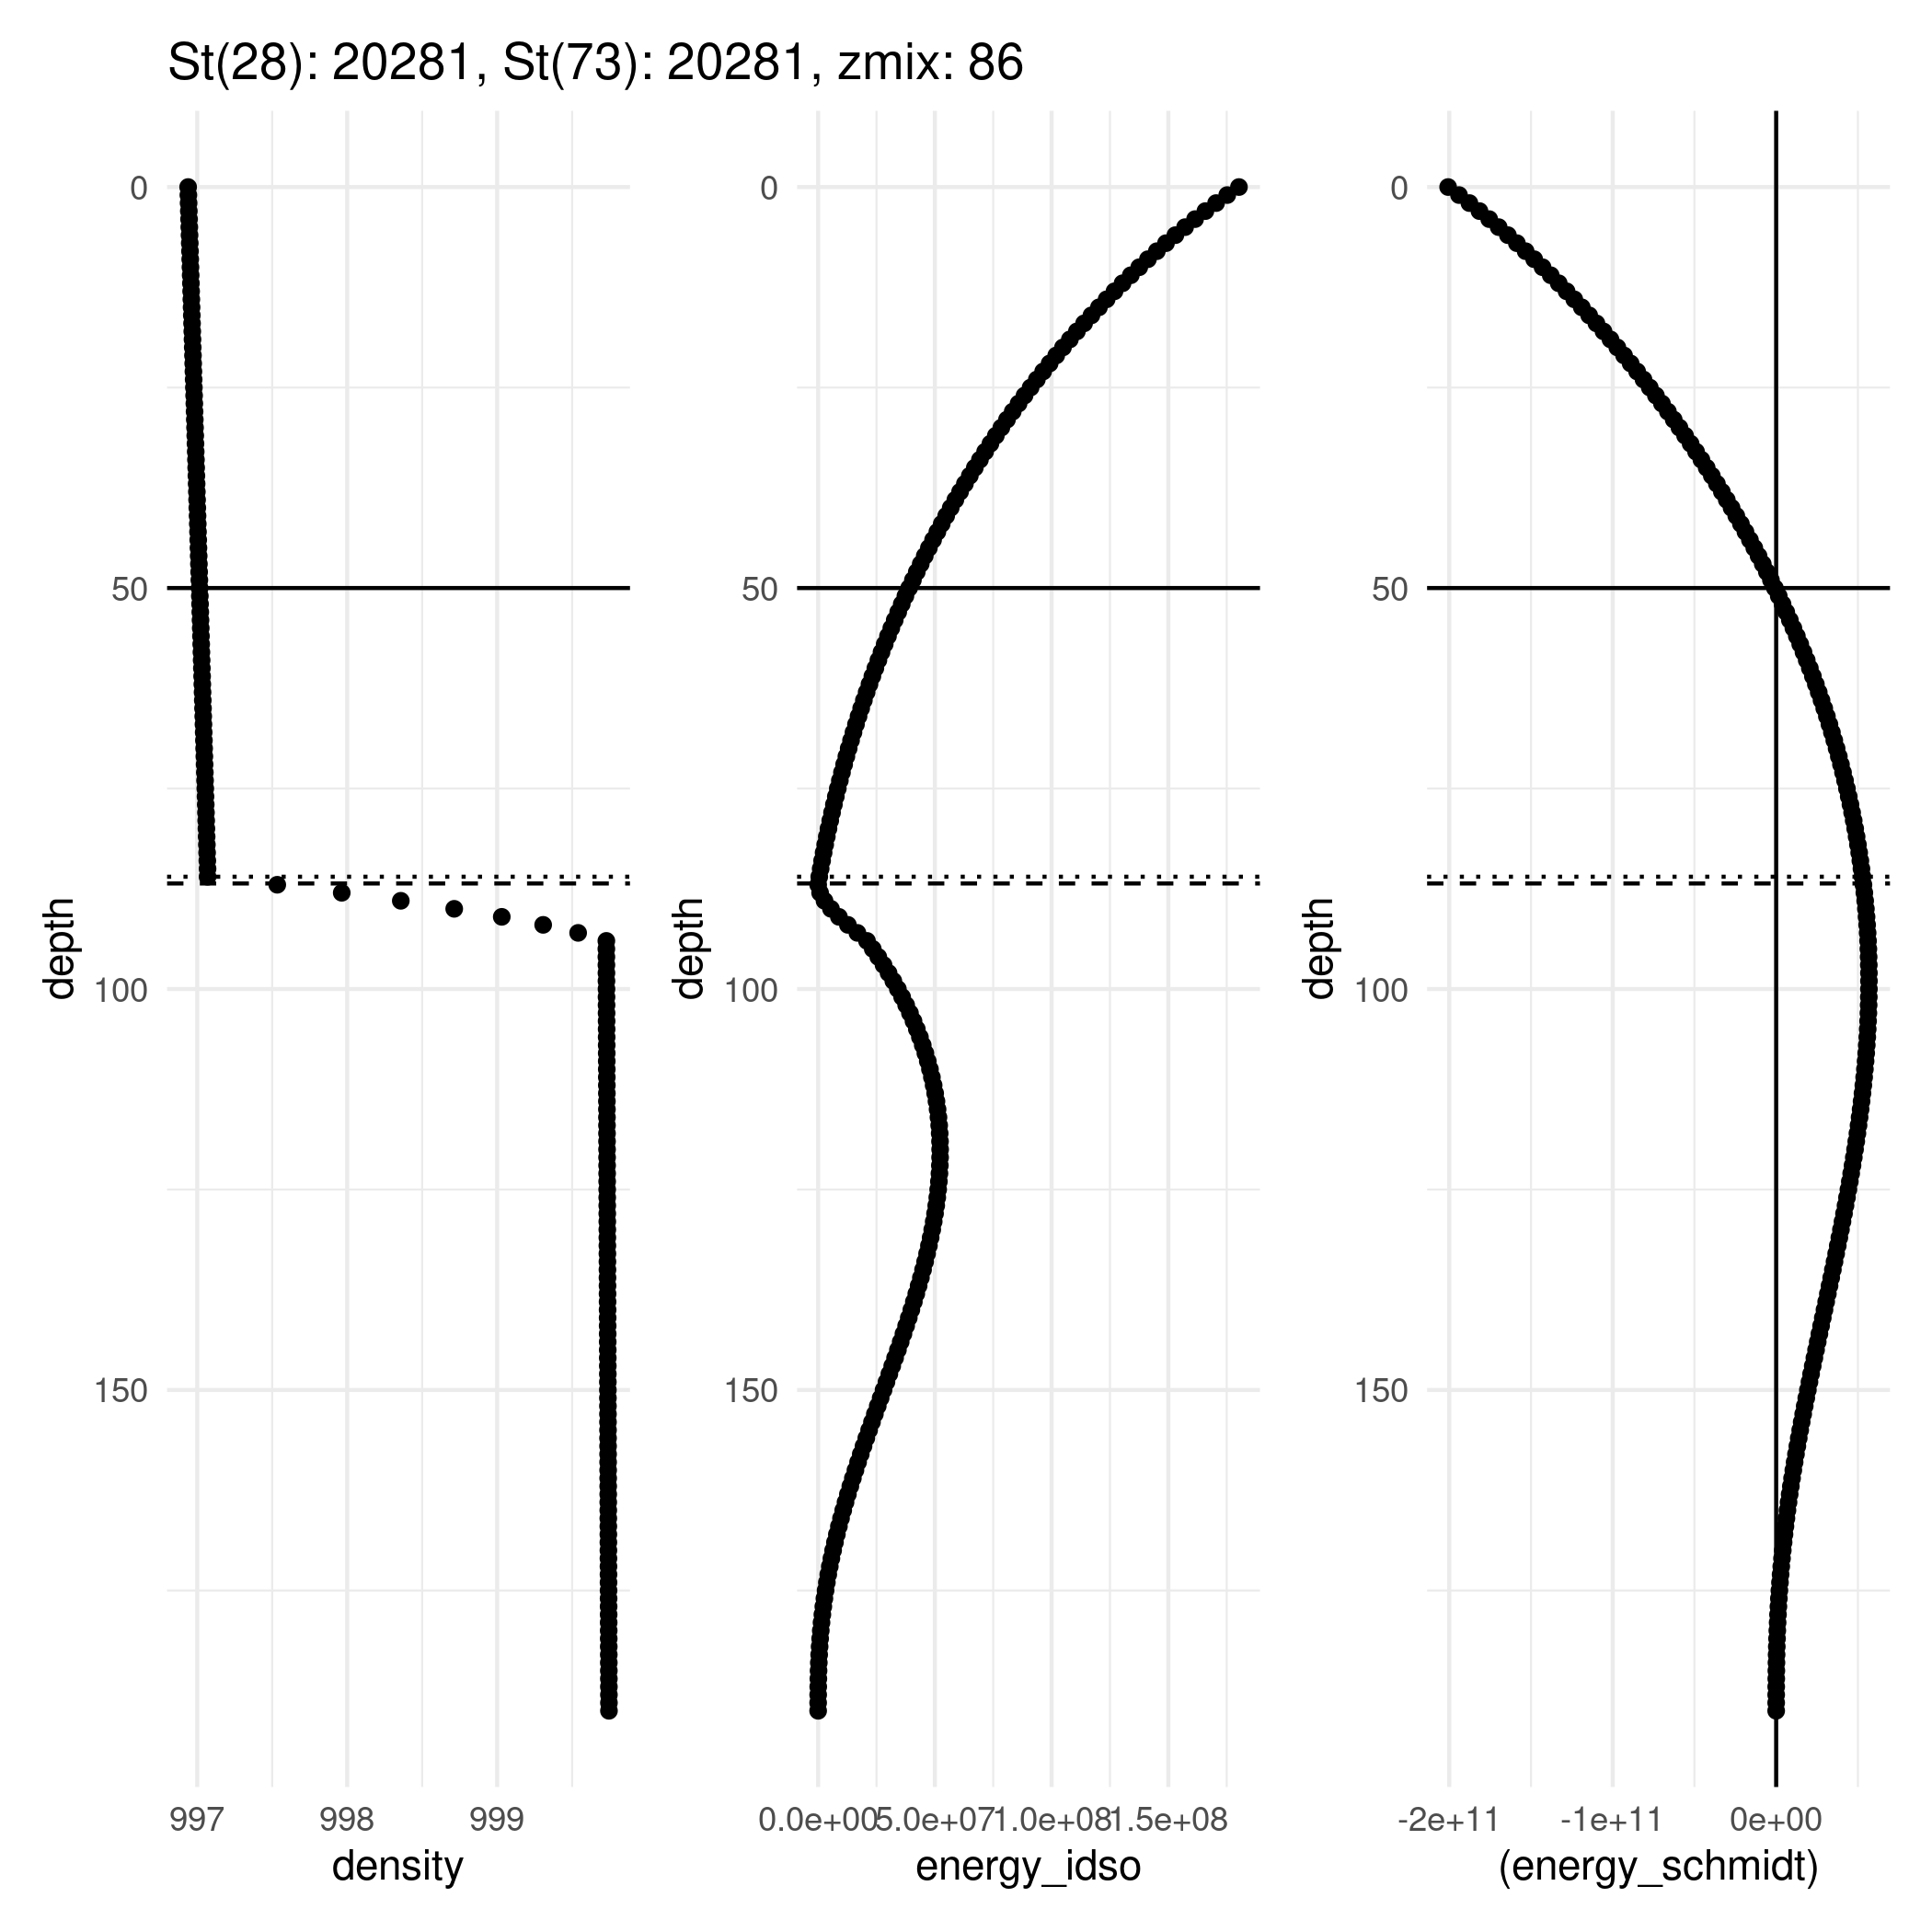 St(28): 20281, St(73): 20281, zmix: 86
depth
0
50
100
150
997 998 999
density
depth
0
50
100
150
0.0e+00 5.0e+07 1.0e+08 1.5e+08
energy_idso
depth
0
50
100
150
-2e+11 -1e+11 0e+00
(energy_schmidt)